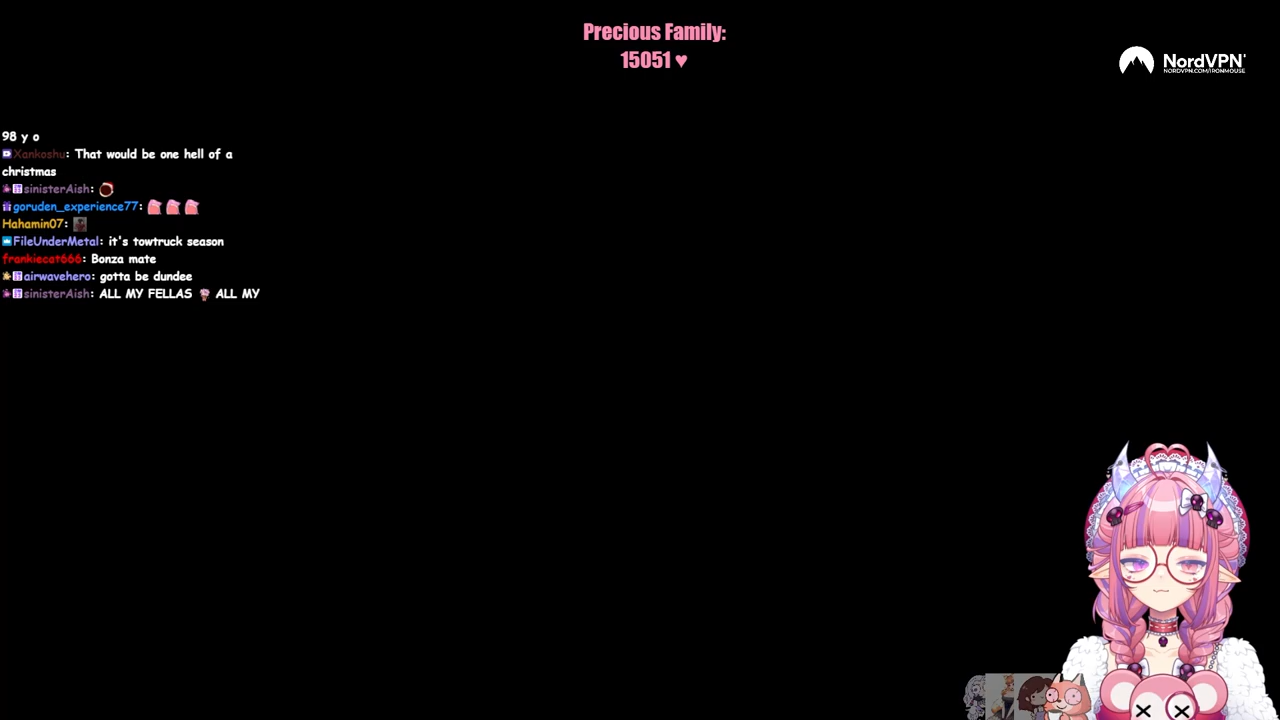 Precious Family:
15051 ♥
NordVPN
NORDVPN.COM/IRONMOUSE
98 y o
Xankoshu: That would be one hell of a
christmas
sinisterAish:
goruden_experience77:
Hahamin07:
FileUnderMetal: it's towtruck season
frankiecat666: Bonza mate
airwavehero: gotta be dundee
sinisterAish: ALL MY FELLAS ALL MY